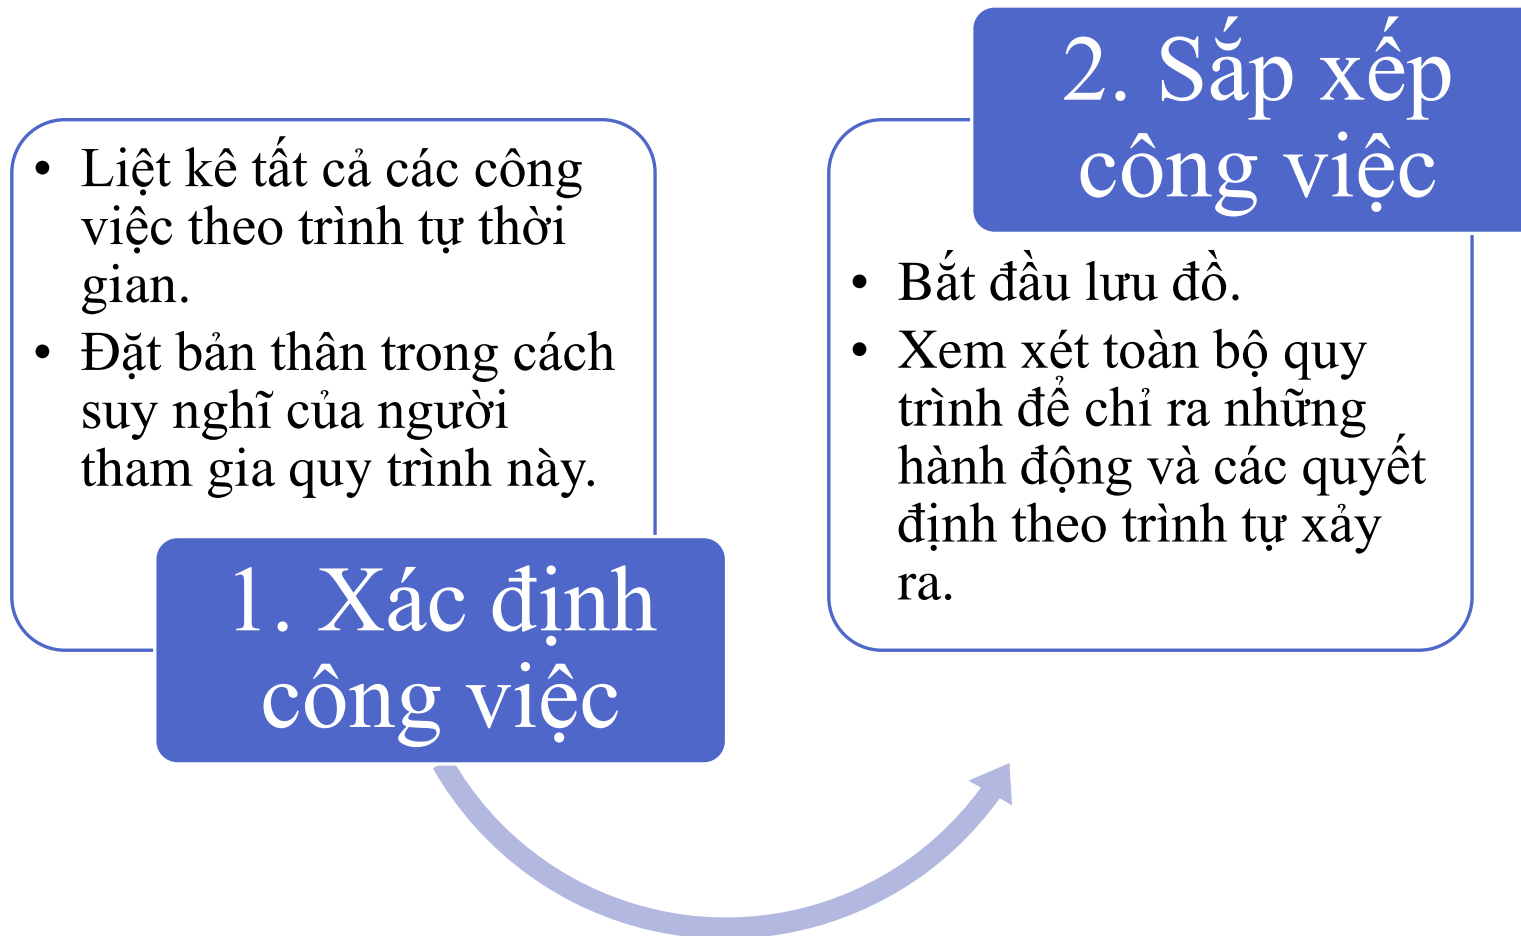 • Liệt kê tất cả các công
việc theo trình tự thời
gian.
• Đặt bản thân trong cách
suy nghĩ của người
tham gia quy trình này.
1. Xác định
công việc
2. Sắp xếp
công việc
• Bắt đầu lưu đồ.
• Xem xét toàn bộ quy
trình để chỉ ra những
hành động và các quyết
định theo trình tự xảy
ra.